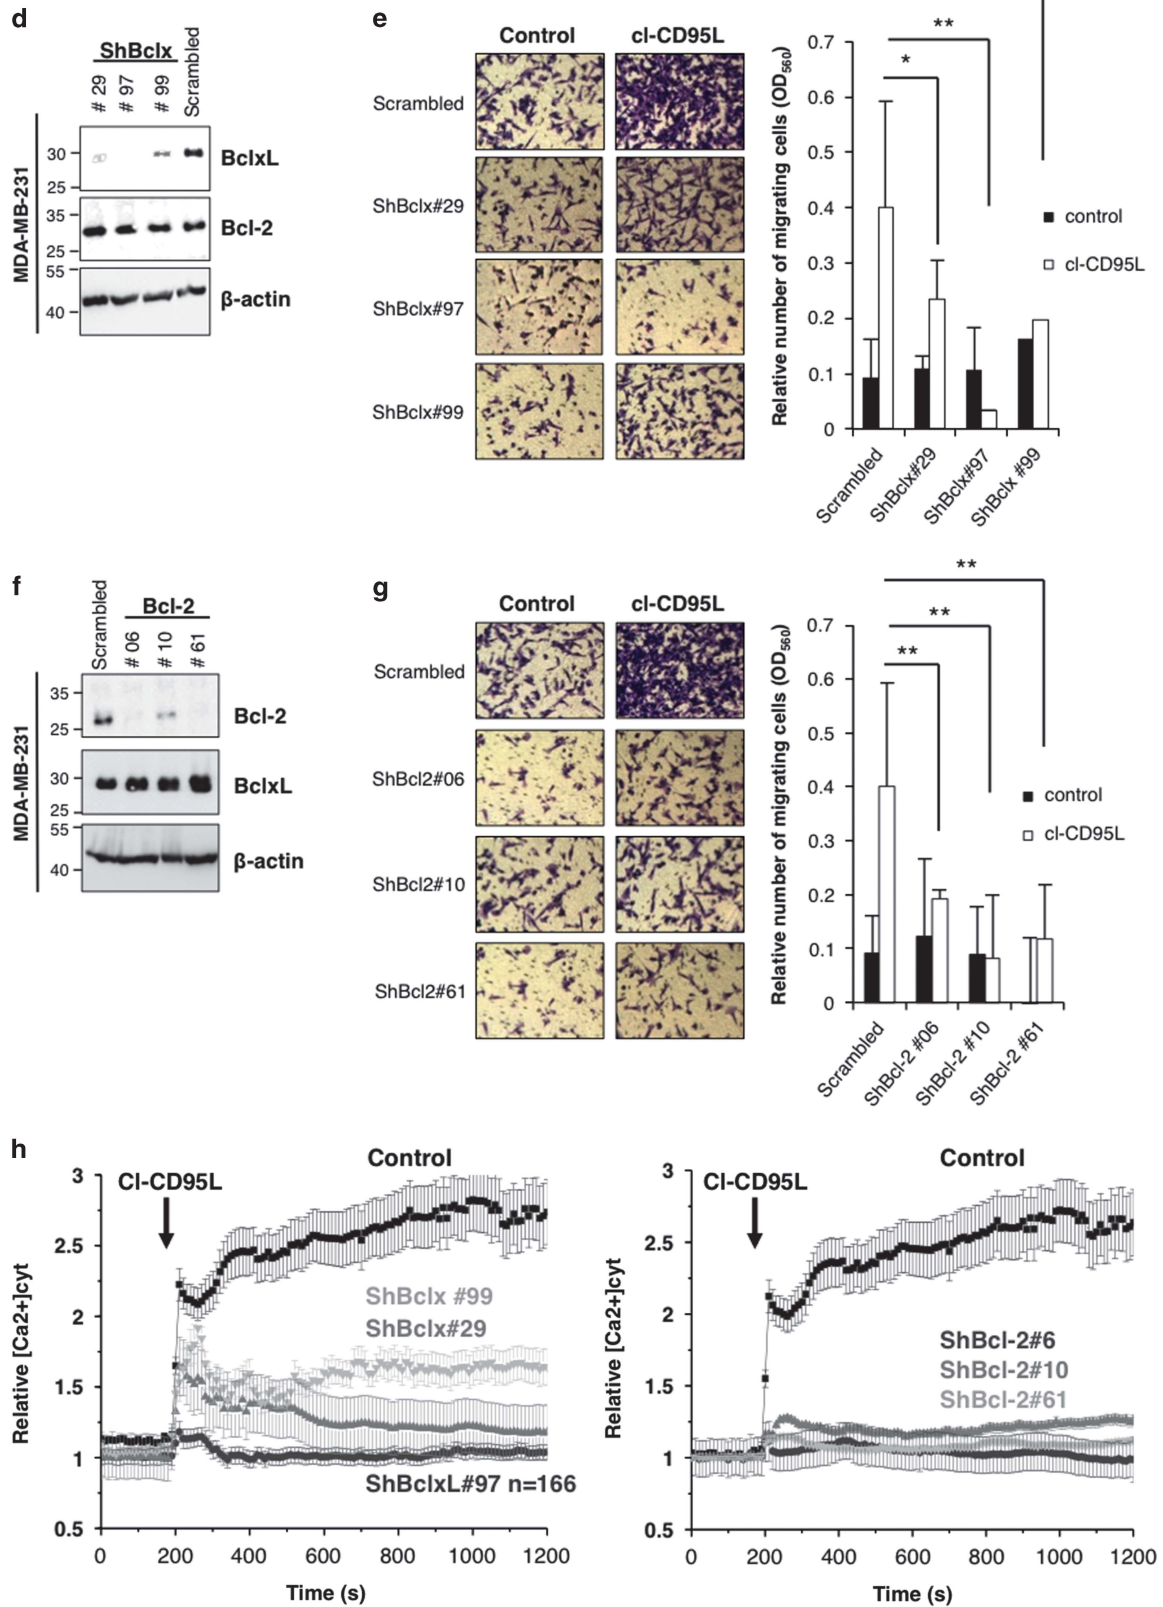 d
ShBclx
# 29
# 97
# 99
Scrambled
MDA-MB-231
30
25
BclxL
35
25
Bcl-2
55
40
β-actin
e
Control
cl-CD95L
Scrambled
ShBclx#29
ShBclx#97
ShBclx#99
**
*
Relative number of migrating cells (OD560)
0.7
0.6
0.5
0.4
0.3
0.2
0.1
0
control
cl-CD95L
Scrambled
ShBclx#29
ShBclx#97
ShBclx #99
f
Scrambled
Bcl-2
# 06
# 10
# 61
MDA-MB-231
35
25
Bcl-2
30
25
BclxL
55
40
β-actin
g
Control
cl-CD95L
Scrambled
ShBcl2#06
ShBcl2#10
ShBcl2#61
**
**
**
Relative number of migrating cells (OD560)
0.7
0.6
0.5
0.4
0.3
0.2
0.1
0
control
cl-CD95L
Scrambled
ShBcl-2 #06
ShBcl-2 #10
ShBcl-2 #61
h
Control
Cl-CD95L
Relative [Ca2+]cyt
3
2.5
2
1.5
1
0.5
ShBclx #99
ShBclx#29
ShBclxL#97 n=166
0 200 400 600 800 1000 1200
Time (s)
Control
Cl-CD95L
Relative [Ca2+]cyt
3
2.5
2
1.5
1
0.5
ShBcl-2#6
ShBcl-2#10
ShBcl-2#61
0 200 400 600 800 1000 1200
Time (s)